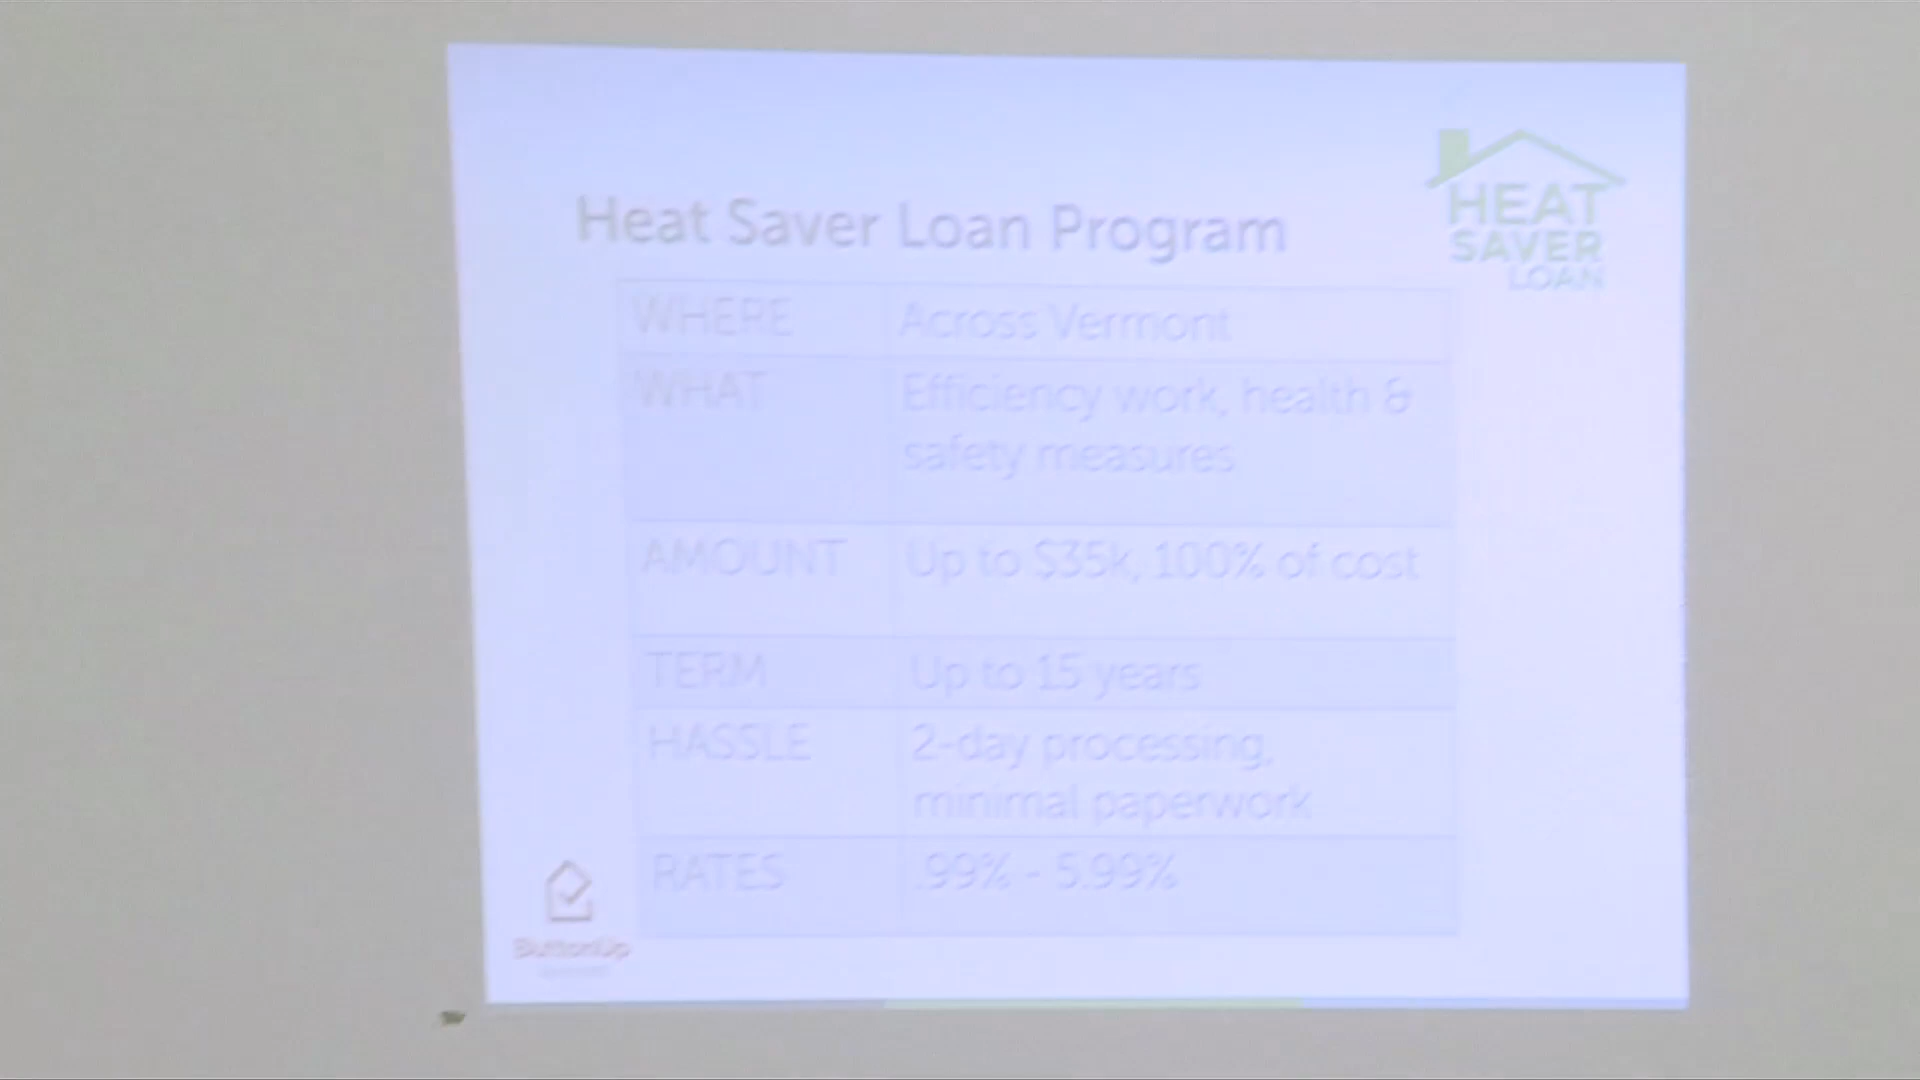 HEAT
SAVER
LOAN
Heat Saver Loan Program
WHERE Across Vermont
WHAT Efficiency work, health &
safety measures
AMOUNT Up to $35k, 100% of cost
TERM Up to 15 years
HASSLE 2-day processing,
minimal paperwork
RATES .99% - 5.99%
ButtonUp